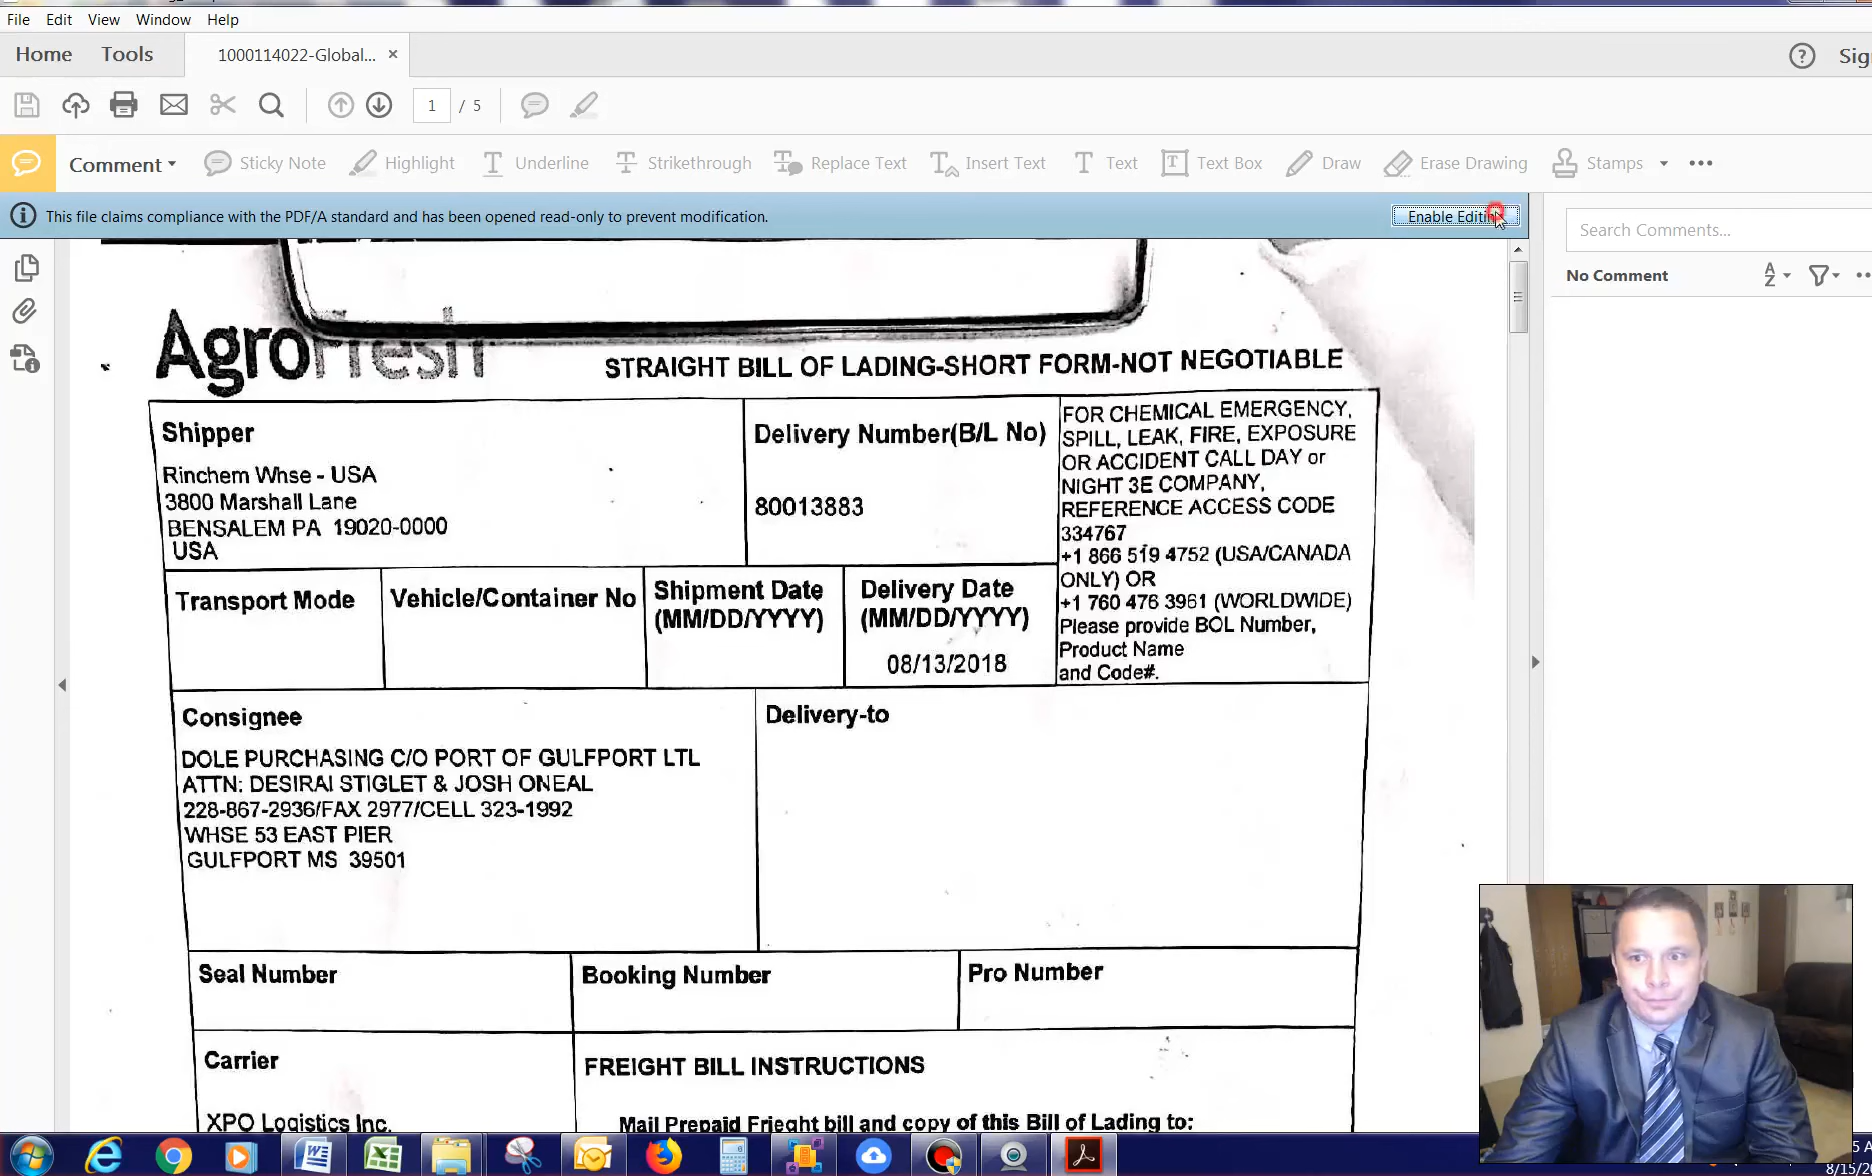 File Edit View Window Help
Home Tools 1000114022-Global... ×
Sig
1 / 5
Comment Sticky Note Highlight Underline Strikethrough Replace Text Insert Text Text Text Box Draw Erase Drawing Stamps
This file claims compliance with the PDF/A standard and has been opened read-only to prevent modification.
Enable Editin
Search Comments...
No Comment
AgroFresh
STRAIGHT BILL OF LADING-SHORT FORM-NOT NEGOTIABLE
Shipper
Rinchem Whse - USA
3800 Marshall Lane
BENSALEM PA 19020-0000
USA
Delivery Number(B/L No)
80013883
FOR CHEMICAL EMERGENCY,
SPILL, LEAK, FIRE, EXPOSURE
OR ACCIDENT CALL DAY or
NIGHT 3E COMPANY,
REFERENCE ACCESS CODE
334767
+1 866 519 4752 (USA/CANADA
ONLY) OR
+1 760 476 3961 (WORLDWIDE)
Please provide BOL Number,
Product Name
and Code#.
Transport Mode
Vehicle/Container No
Shipment Date
(MM/DD/YYYY)
Delivery Date
(MM/DD/YYYY)
08/13/2018
Consignee
DOLE PURCHASING C/O PORT OF GULFPORT LTL
ATTN: DESIRAI STIGLET & JOSH ONEAL
228-867-2936/FAX 2977/CELL 323-1992
WHSE 53 EAST PIER
GULFPORT MS 39501
Delivery-to
Seal Number
Booking Number
Pro Number
Carrier
XPO Logistics Inc.
FREIGHT BILL INSTRUCTIONS
Mail Prepaid Frieght bill and copy of this Bill of Lading to:
5 A
8/15/2